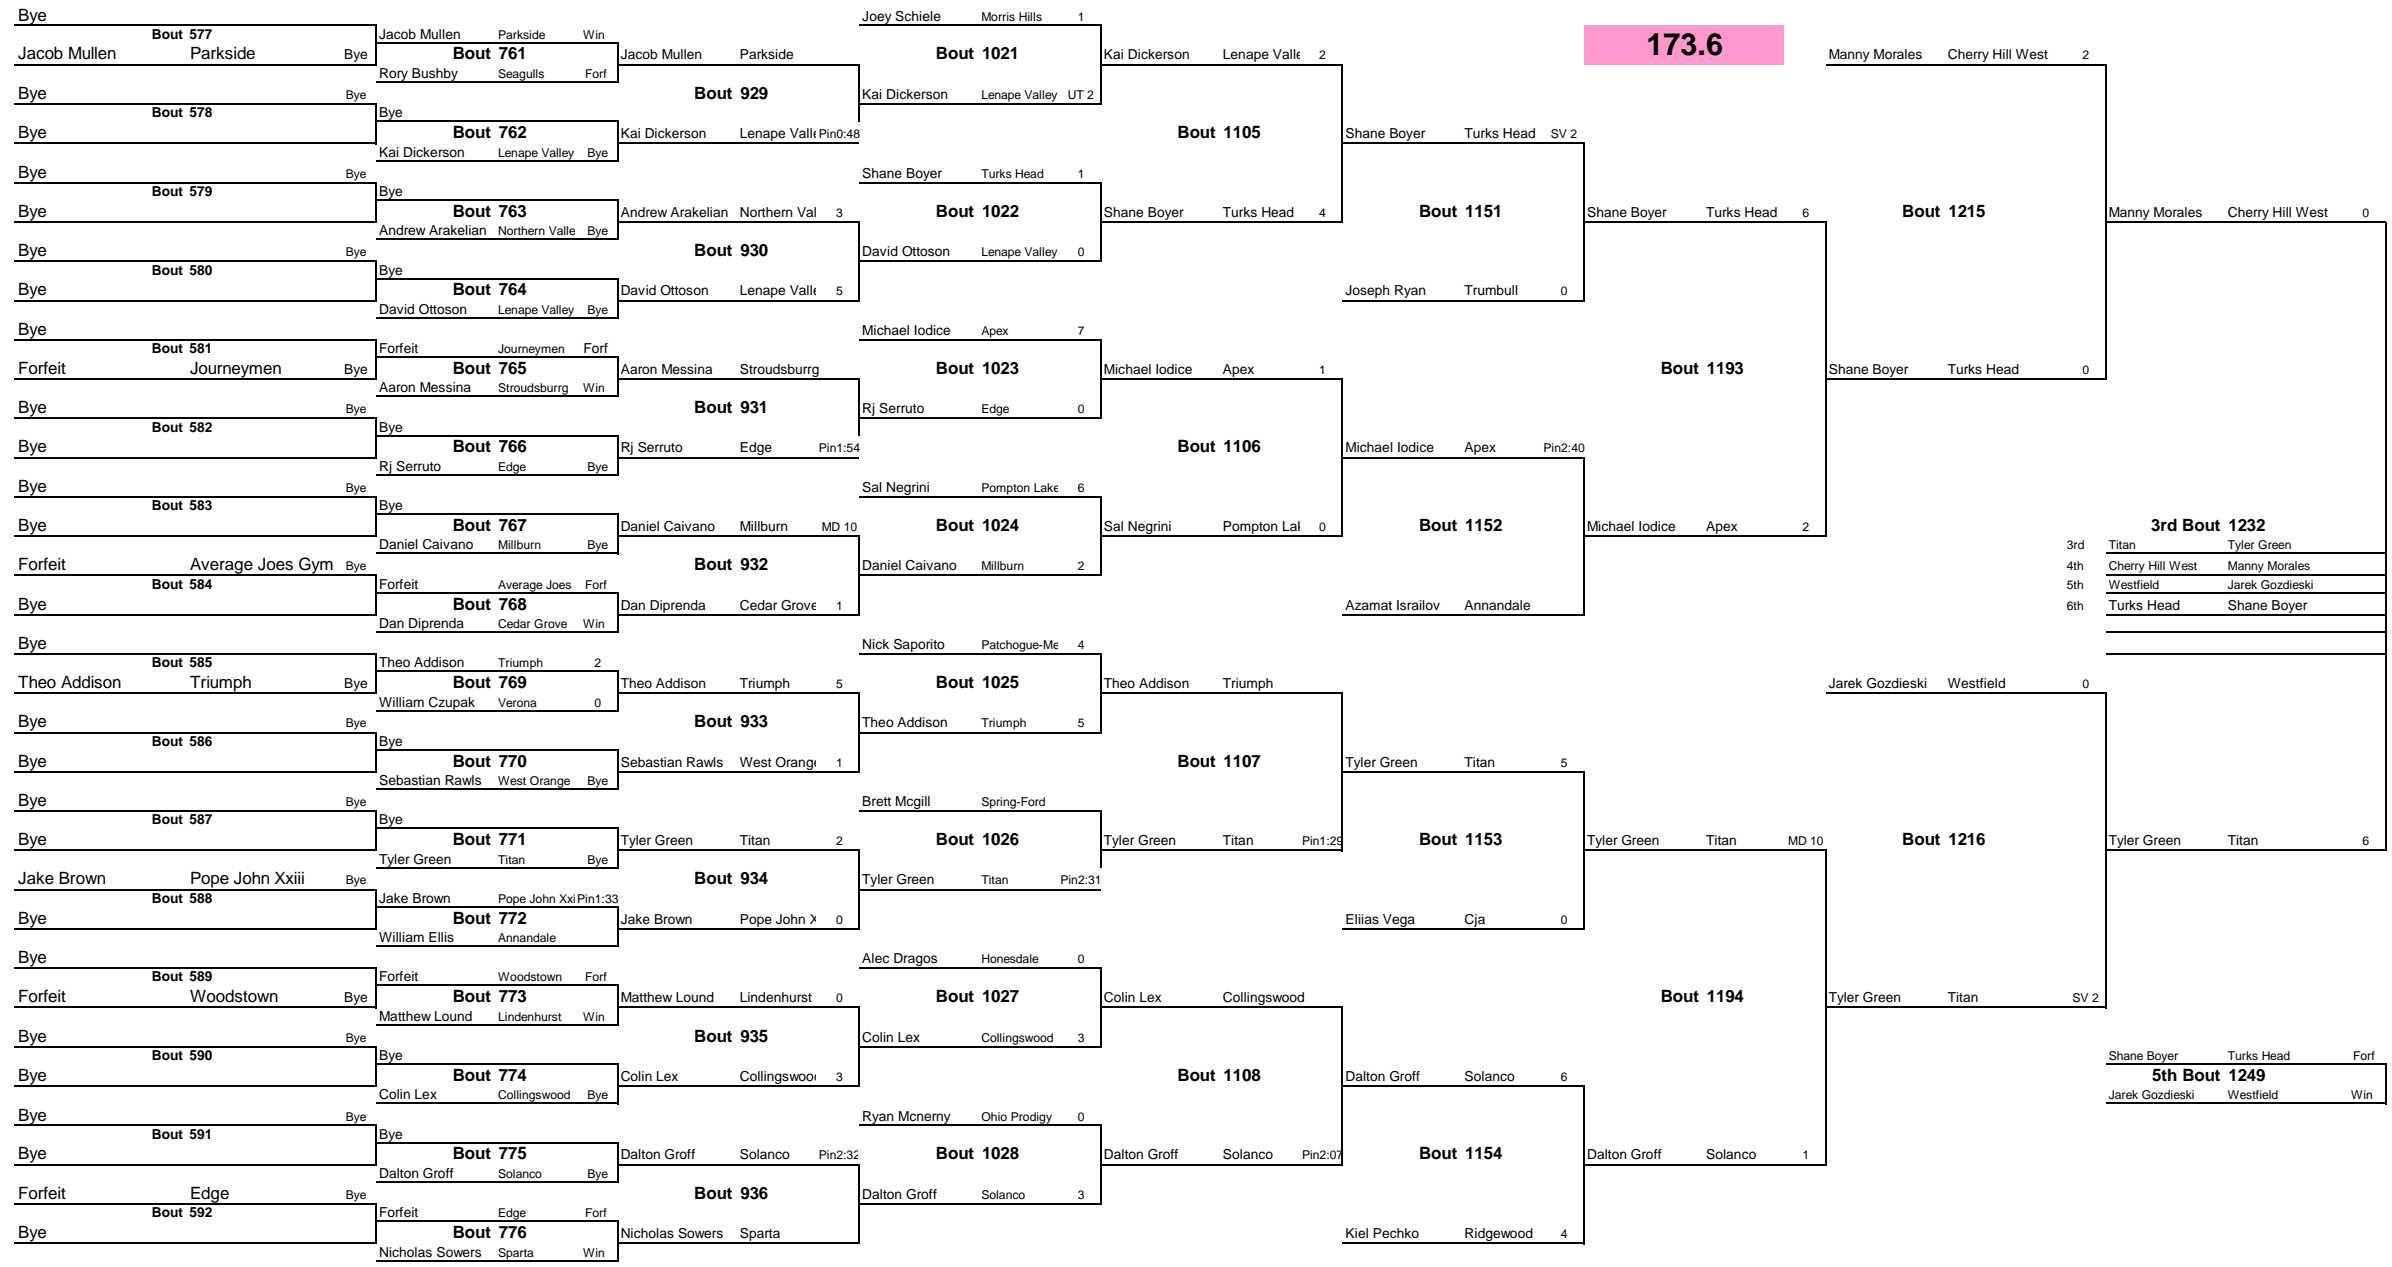 Bye
Bout 577
Jacob Mullen Parkside Bye
Bye Bye
Bout 578
Bye
Bye Bye
Bout 579
Bye
Bye Bye
Bout 580
Bye
Bye
Bout 581
Forfeit Journeymen Bye
Bye Bye
Bout 582
Bye
Bye Bye
Bout 583
Bye
Forfeit Average Joes Gym Bye
Bout 584
Bye
Bye
Bout 585
Theo Addison Triumph Bye
Bye Bye
Bout 586
Bye
Bye Bye
Bout 587
Bye
Jake Brown Pope John Xxiii Bye
Bout 588
Bye
Bye
Bout 589
Forfeit Woodstown Bye
Bye Bye
Bout 590
Bye
Bye Bye
Bout 591
Bye
Forfeit Edge Bye
Bout 592
Bye
Jacob Mullen Parkside Win
Bout 761
Rory Bushby Seagulls Forf
Bye
Bout 762
Kai Dickerson Lenape Valley Bye
Bye
Bout 763
Andrew Arakelian Northern Valle Bye
Bye
Bout 764
David Ottoson Lenape Valley Bye
Forfeit Journeymen Forf
Bout 765
Aaron Messina Stroudsburrg Win
Bye
Bout 766
Rj Serruto Edge Bye
Bye
Bout 767
Daniel Caivano Millburn Bye
Forfeit Average Joes Forf
Bout 768
Dan Diprenda Cedar Grove Win
Theo Addison Triumph 2
Bout 769
William Czupak Verona 0
Bye
Bout 770
Sebastian Rawls West Orange Bye
Bye
Bout 771
Tyler Green Titan Bye
Jake Brown Pope John Xxi Pin1:33
Bout 772
William Ellis Annandale
Forfeit Woodstown Forf
Bout 773
Matthew Lound Lindenhurst Win
Bye
Bout 774
Colin Lex Collingswood Bye
Bye
Bout 775
Dalton Groff Solanco Bye
Forfeit Edge Forf
Bout 776
Nicholas Sowers Sparta Win
Jacob Mullen Parkside
Bout 929
Kai Dickerson Lenape Valle Pin0:48
Andrew Arakelian Northern Val 3
Bout 930
David Ottoson Lenape Valle 5
Aaron Messina Stroudsburrg
Bout 931
Rj Serruto Edge Pin1:54
Daniel Caivano Millburn MD 10
Bout 932
Dan Diprenda Cedar Grove 1
Theo Addison Triumph 5
Bout 933
Sebastian Rawls West Orang 1
Tyler Green Titan 2
Bout 934
Jake Brown Pope John X 0
Matthew Lound Lindenhurst 0
Bout 935
Colin Lex Collingswoo 3
Dalton Groff Solanco Pin2:32
Bout 936
Nicholas Sowers Sparta
Joey Schiele Morris Hills 1
Bout 1021
Kai Dickerson Lenape Valley UT 2
Shane Boyer Turks Head 1
Bout 1022
David Ottoson Lenape Valley 0
Michael Iodice Apex 7
Bout 1023
Rj Serruto Edge 0
Sal Negrini Pompton Lake 6
Bout 1024
Daniel Caivano Millburn 2
Nick Saporito Patchogue-Me 4
Bout 1025
Theo Addison Triumph 5
Brett Mcgill Spring-Ford
Bout 1026
Tyler Green Titan Pin2:31
Alec Dragos Honesdale 0
Bout 1027
Colin Lex Collingswood 3
Ryan Mcnerny Ohio Prodigy 0
Bout 1028
Dalton Groff Solanco 3
Kai Dickerson Lenape Valle 2
Bout 1105
Shane Boyer Turks Head 4
Michael Iodice Apex 1
Bout 1106
Sal Negrini Pompton Lal 0
Theo Addison Triumph
Bout 1107
Tyler Green Titan Pin1:29
Colin Lex Collingswood
Bout 1108
Dalton Groff Solanco Pin2:07
Shane Boyer Turks Head SV 2
Bout 1151
Joseph Ryan Trumbull 0
Michael Iodice Apex Pin2:40
Bout 1152
Azamat Israilov Annandale
Tyler Green Titan 5
Bout 1153
Eliias Vega Cja 0
Dalton Groff Solanco 6
Bout 1154
Kiel Pechko Ridgewood 4
173.6
Shane Boyer Turks Head 6
Bout 1193
Michael Iodice Apex 2
Tyler Green Titan MD 10
Bout 1194
Dalton Groff Solanco 1
Manny Morales Cherry Hill West 2
Bout 1215
Shane Boyer Turks Head 0
Jarek Gozdieski Westfield 0
Bout 1216
Tyler Green Titan SV 2
Manny Morales Cherry Hill West 0
3rd Bout 1232
3rd Titan Tyler Green
4th Cherry Hill West Manny Morales
5th Westfield Jarek Gozdieski
6th Turks Head Shane Boyer
Tyler Green Titan 6
Shane Boyer Turks Head Forf
5th Bout 1249
Jarek Gozdieski Westfield Win